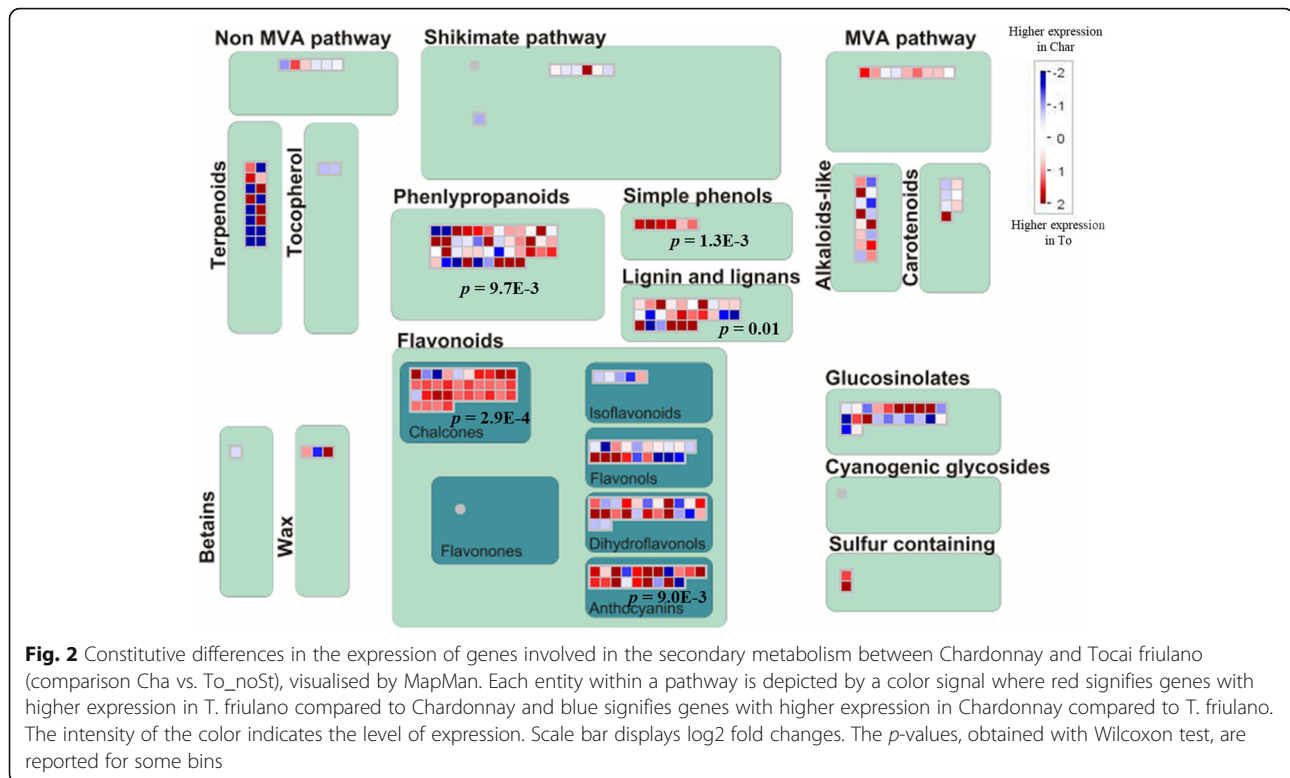 Non MVA pathway
Shikimate pathway
MVA pathway
Higher expression
in Char
-2
-1
0
1
2
Higher expression
in To
Terpenoids
Tocopherol
Phenlypropanoids
p = 9.7E-3
Simple phenols
p = 1.3E-3
Lignin and lignans
p = 0.01
Alkaloids-like
Carotenoids
Flavonoids
p = 2.9E-4
Chalcones
Isoflavonoids
Flavonols
Flavonones
Dihydroflavonols
p = 9.0E-3
Anthocyanins
Betains
Wax
Glucosinolates
Cyanogenic glycosides
Sulfur containing
Fig. 2 Constitutive differences in the expression of genes involved in the secondary metabolism between Chardonnay and Tocai friulano
(comparison Cha vs. To_noSt), visualised by MapMan. Each entity within a pathway is depicted by a color signal where red signifies genes with
higher expression in T. friulano compared to Chardonnay and blue signifies genes with higher expression in Chardonnay compared to T. friulano.
The intensity of the color indicates the level of expression. Scale bar displays log2 fold changes. The p-values, obtained with Wilcoxon test, are
reported for some bins